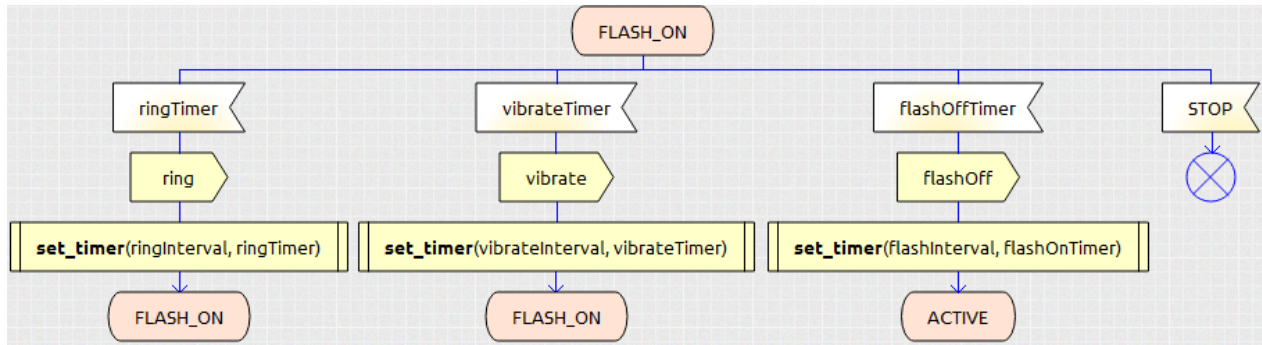 FLASH_ON
ringTimer
vibrateTimer
flashOffTimer
STOP
ring
vibrate
flashOff
set_timer(ringInterval, ringTimer)
set_timer(vibrateInterval, vibrateTimer)
set_timer(flashInterval, flashOnTimer)
FLASH_ON
FLASH_ON
ACTIVE